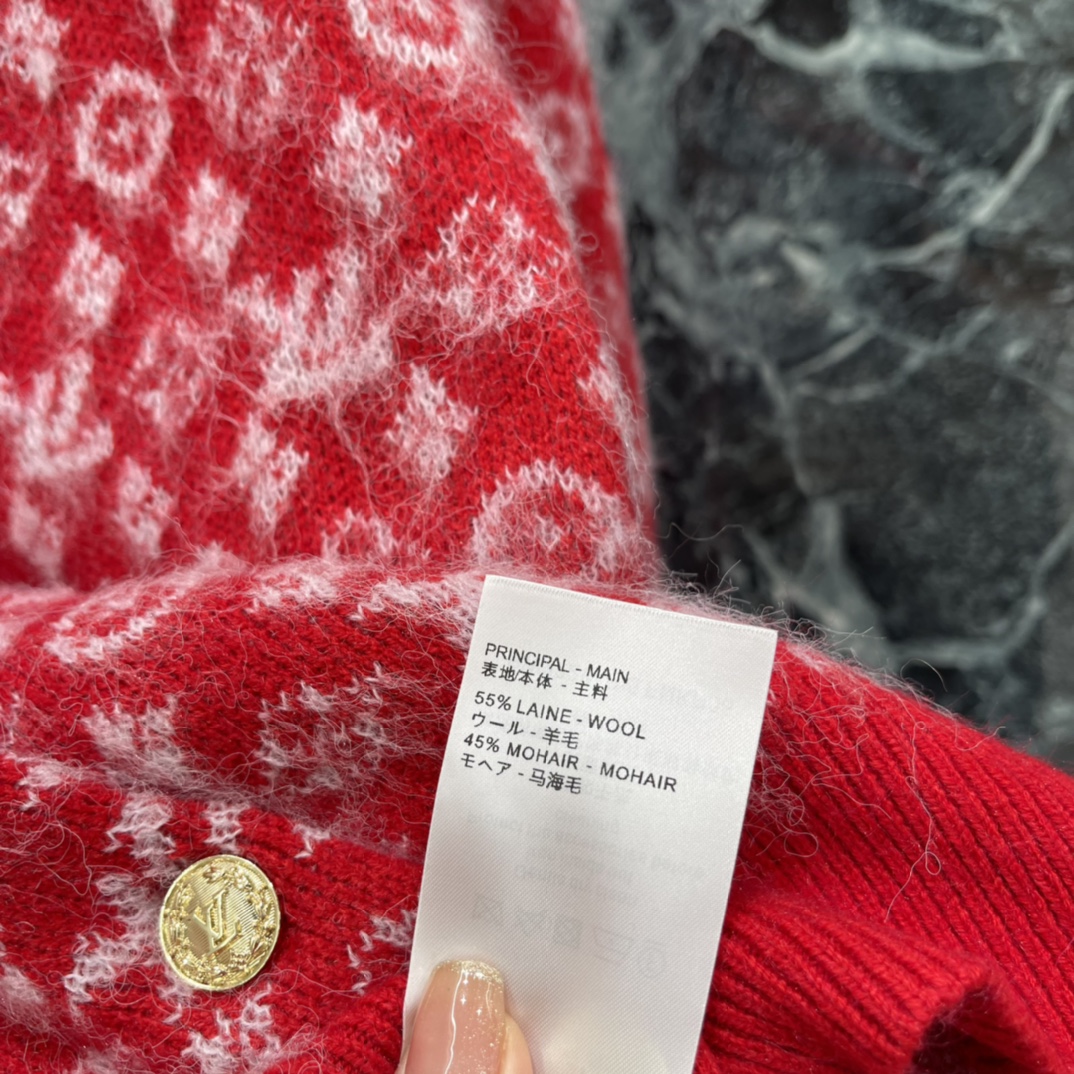 PRINCIPAL - MAIN
表地/本体 - 主料
55% LAINE - WOOL
ウール - 羊毛
45% MOHAIR - MOHAIR
モヘア - 马海毛
LV